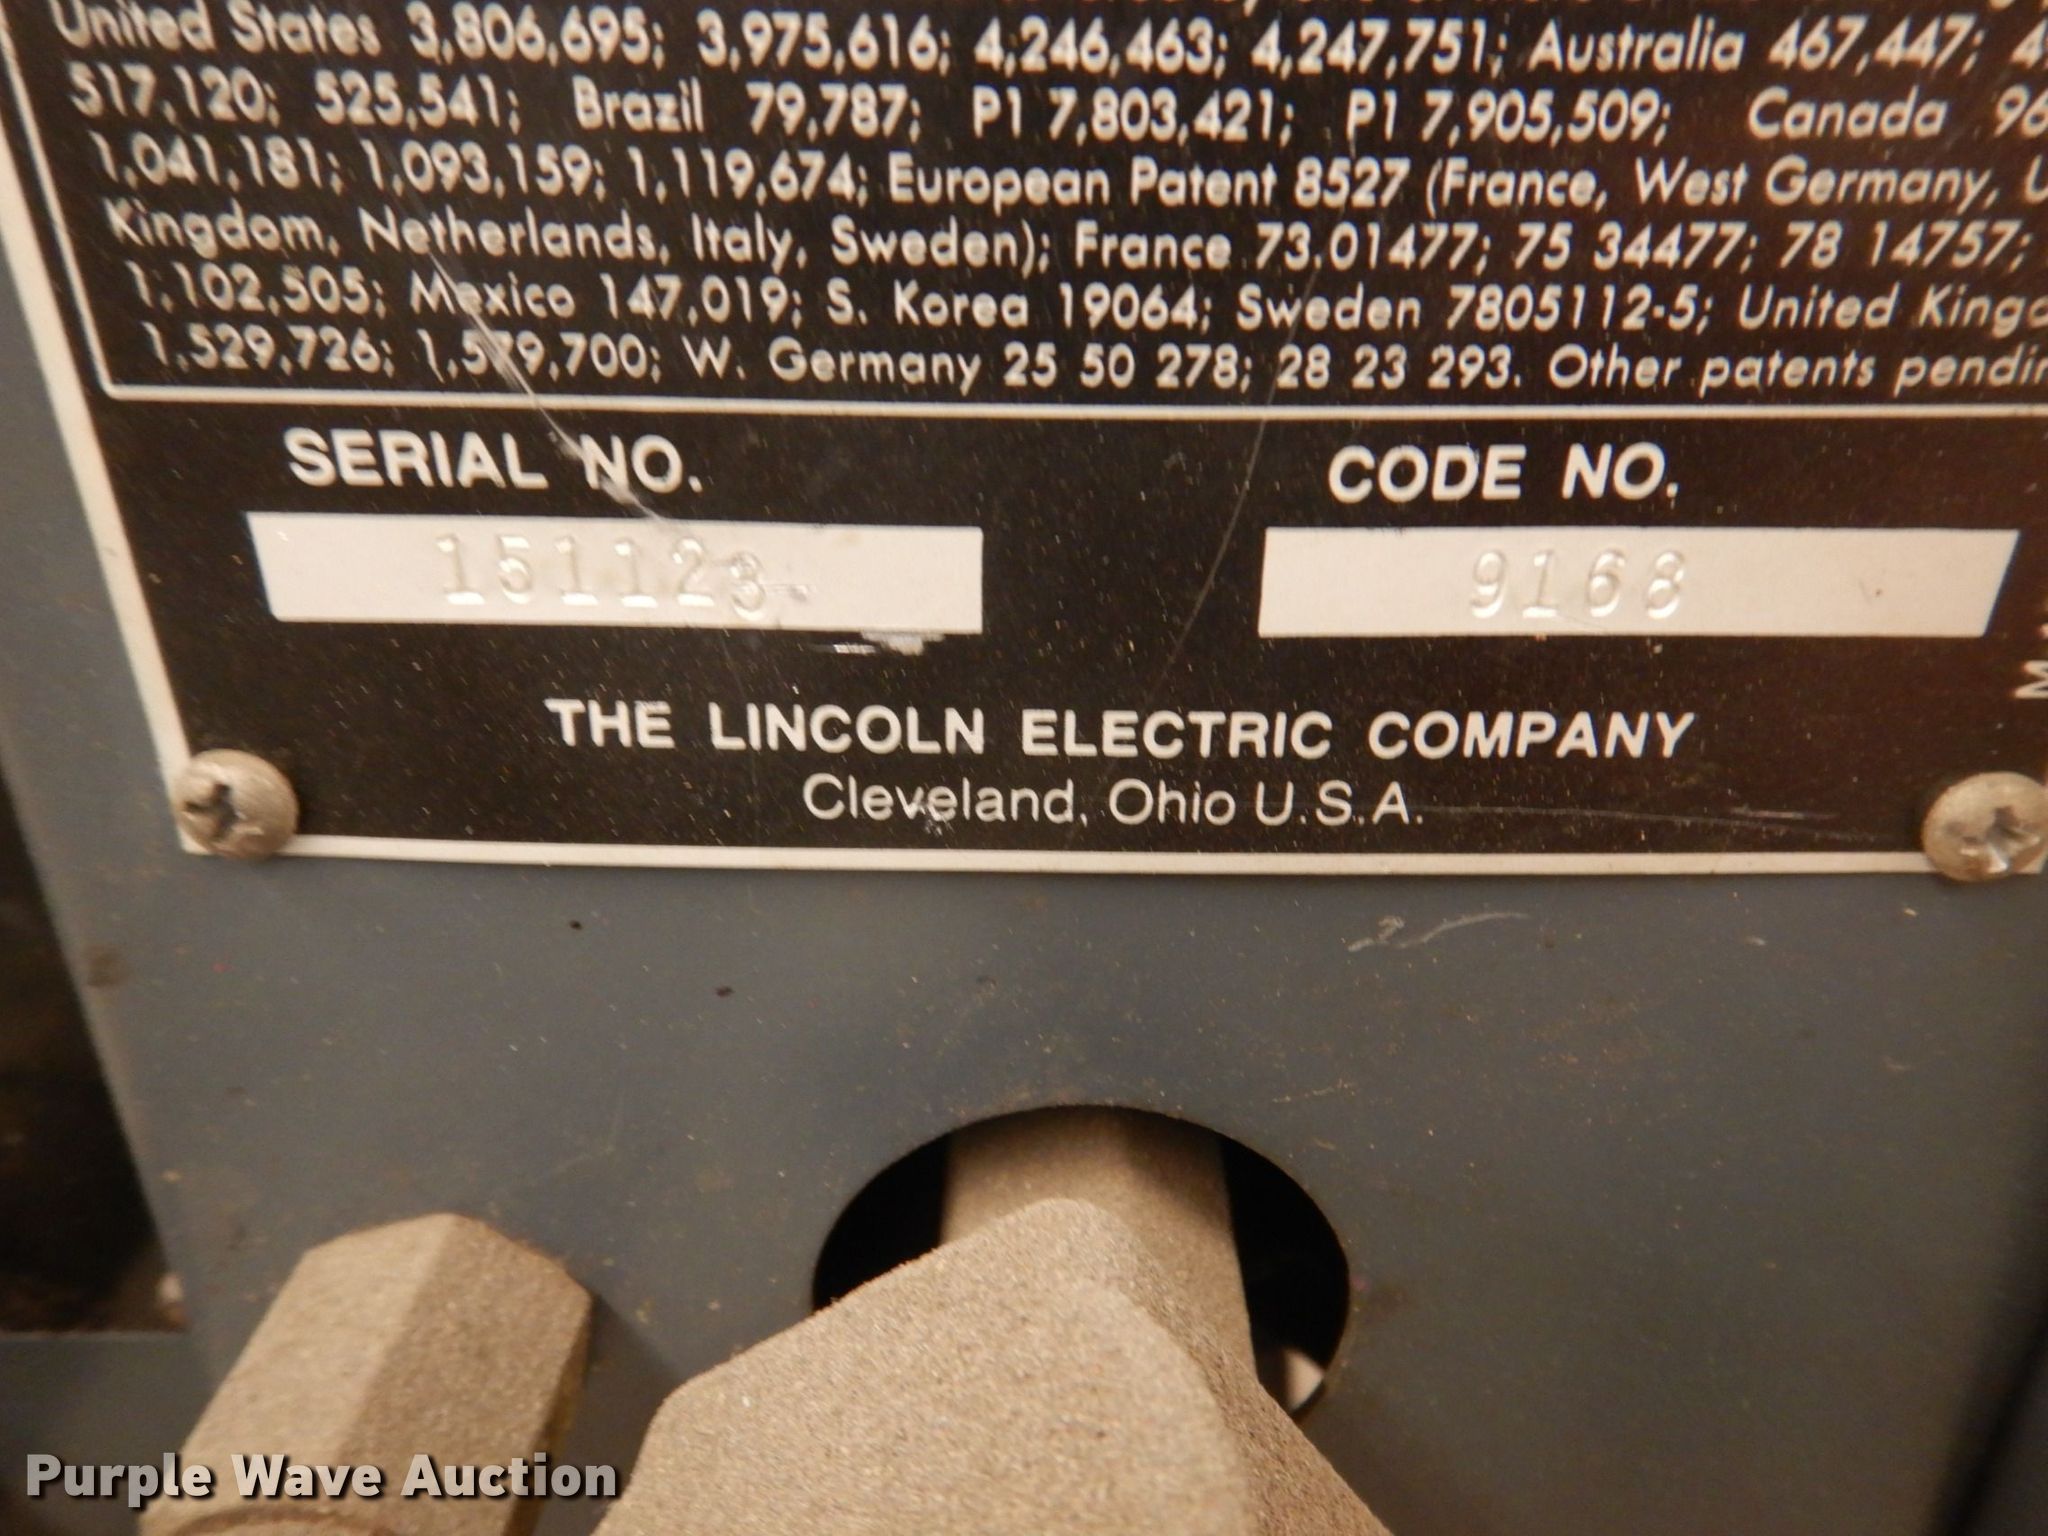 United States 3,806,695; 3,975,616; 4,246,463; 4,247,751; Australia 467,447;
517,120; 525,541; Brazil 79,787; P1 7,803,421; P1 7,905,509; Canada 96
1,041,181; 1,093,159; 1,119,674; European Patent 8527 (France, West Germany, U
Kingdom, Netherlands, Italy, Sweden); France 73.01477; 75 34477; 78 14757;
1,102,505; Mexico 147,019; S. Korea 19064; Sweden 7805112-5; United Kingd
1,529,726; 1,579,700; W. Germany 25 50 278; 28 23 293. Other patents pendin
SERIAL NO. CODE NO.
151123 9168
THE LINCOLN ELECTRIC COMPANY
Cleveland, Ohio U.S.A.
Purple Wave Auction